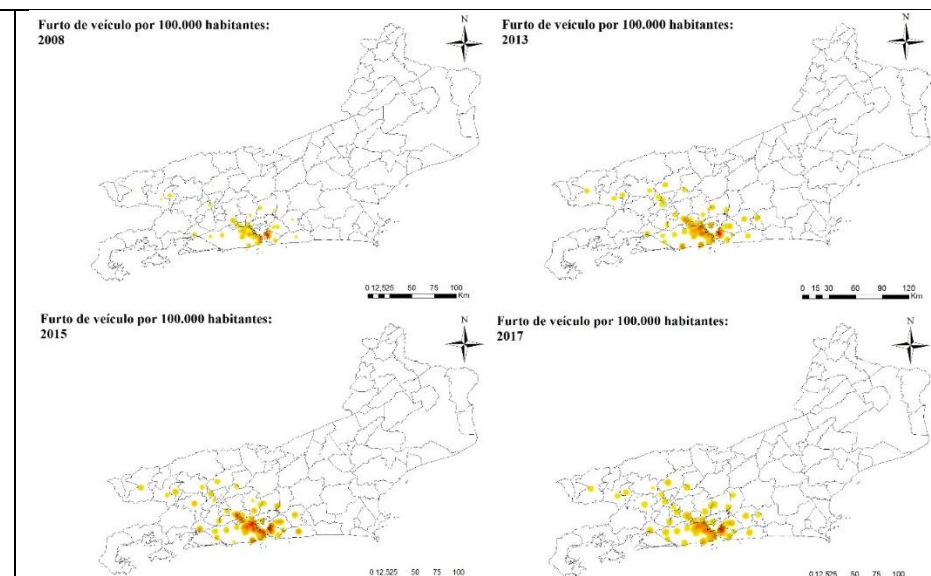 Furto de veículo por 100.000 habitantes:
2008
N
0 12,525 50 75 100
Km
Furto de veículo por 100.000 habitantes:
2013
N
0 15 30 60 90 120
Km
Furto de veículo por 100.000 habitantes:
2015
N
0 12,525 50 75 100
Furto de veículo por 100.000 habitantes:
2017
N
0 12,525 50 75 100